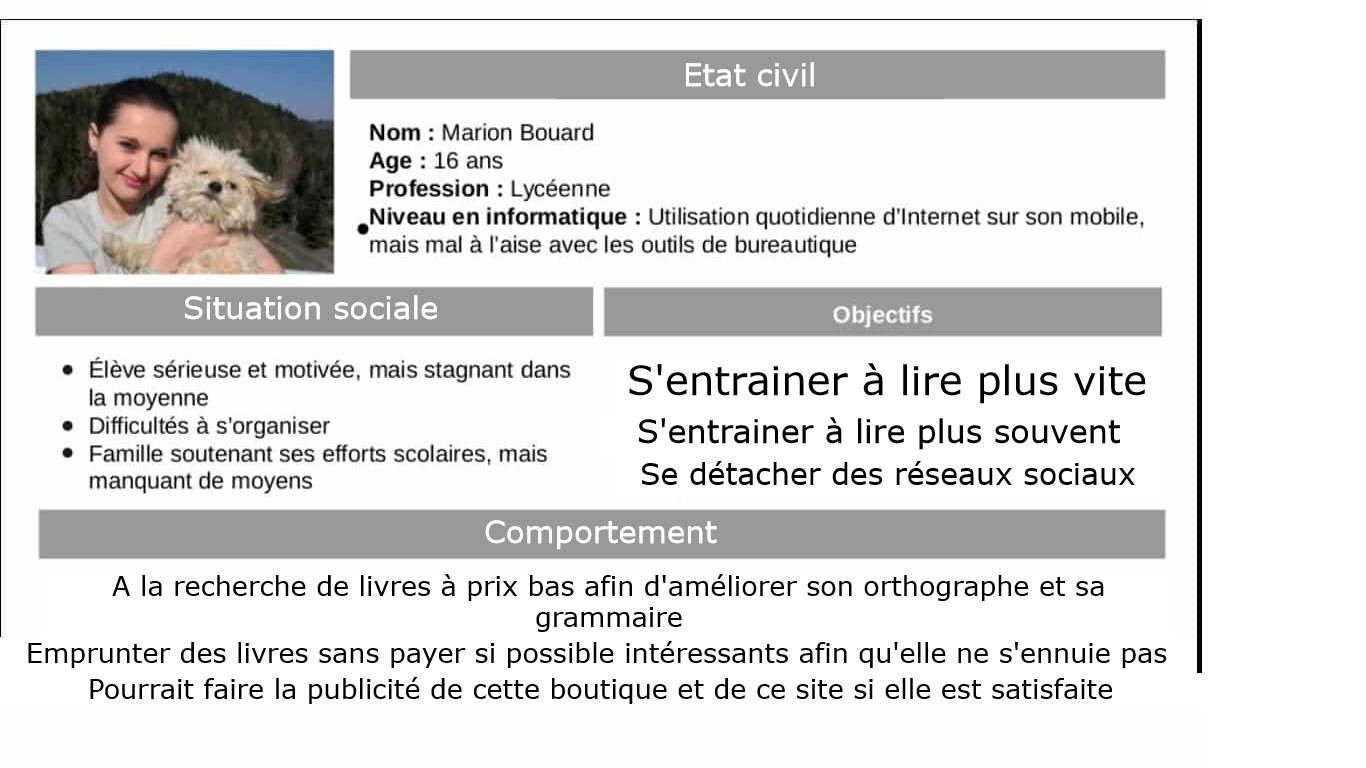 Etat civil
Nom : Marion Bouard
Age : 16 ans
Profession : Lycéenne
Niveau en informatique : Utilisation quotidienne d'Internet sur son mobile,
mais mal à l'aise avec les outils de bureautique
Situation sociale
• Élève sérieuse et motivée, mais stagnant dans
la moyenne
• Difficultés à s'organiser
• Famille soutenant ses efforts scolaires, mais
manquant de moyens
Objectifs
S'entrainer à lire plus vite
S'entrainer à lire plus souvent
Se détacher des réseaux sociaux
Comportement
A la recherche de livres à prix bas afin d'améliorer son orthographe et sa
grammaire
Emprunter des livres sans payer si possible intéressants afin qu'elle ne s'ennuie pas
Pourrait faire la publicité de cette boutique et de ce site si elle est satisfaite